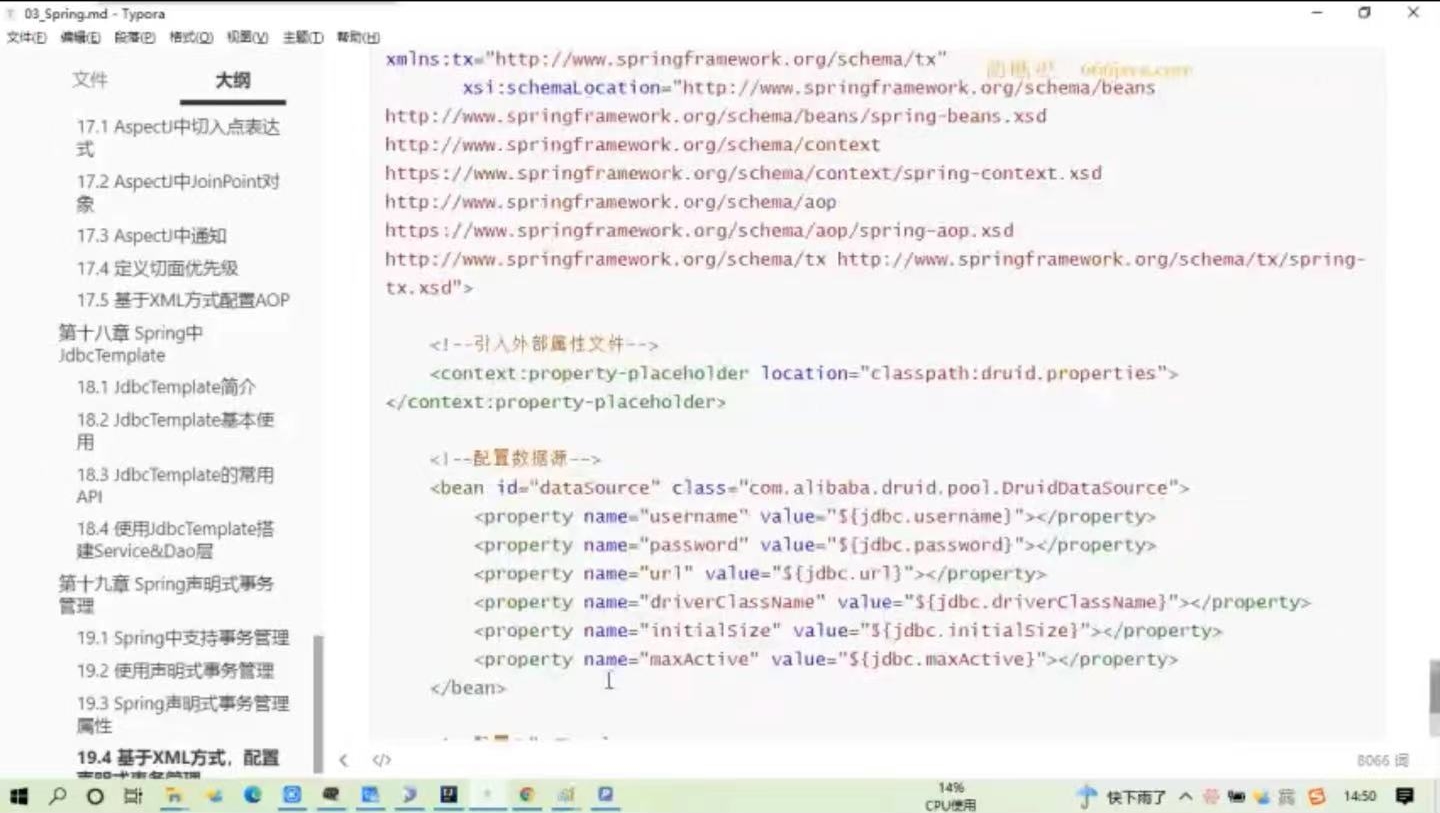 03_Spring.md - Typora
文件(F) 编辑(E) 段落(P) 格式(O) 视图(V) 主题(T) 帮助(H)
文件 大纲
17.1 AspectJ中切入点表达
式
17.2 AspectJ中JoinPoint对
象
17.3 AspectJ中通知
17.4 定义切面优先级
17.5 基于XML方式配置AOP
第十八章 Spring中
JdbcTemplate
18.1 JdbcTemplate简介
18.2 JdbcTemplate基本使
用
18.3 JdbcTemplate的常用
API
18.4 使用JdbcTemplate搭
建Service&Dao层
第十九章 Spring声明式事务
管理
19.1 Spring中支持事务管理
19.2 使用声明式事务管理
19.3 Spring声明式事务管理
属性
19.4 基于XML方式，配置
声明式事务管理
xmlns:tx="http://www.springframework.org/schema/tx"
xsi:schemaLocation="http://www.springframework.org/schema/beans
http://www.springframework.org/schema/beans/spring-beans.xsd
http://www.springframework.org/schema/context
https://www.springframework.org/schema/context/spring-context.xsd
http://www.springframework.org/schema/aop
https://www.springframework.org/schema/aop/spring-aop.xsd
http://www.springframework.org/schema/tx http://www.springframework.org/schema/tx/spring-
tx.xsd">
<!--引入外部属性文件-->
<context:property-placeholder location="classpath:druid.properties">
</context:property-placeholder>
<!--配置数据源-->
<bean id="dataSource" class="com.alibaba.druid.pool.DruidDataSource">
<property name="username" value="${jdbc.username}"></property>
<property name="password" value="${jdbc.password}"></property>
<property name="url" value="${jdbc.url}"></property>
<property name="driverClassName" value="${jdbc.driverClassName}"></property>
<property name="initialSize" value="${jdbc.initialSize}"></property>
<property name="maxActive" value="${jdbc.maxActive}"></property>
</bean>
8066 词
14%
CPU使用
快下雨了
14:50